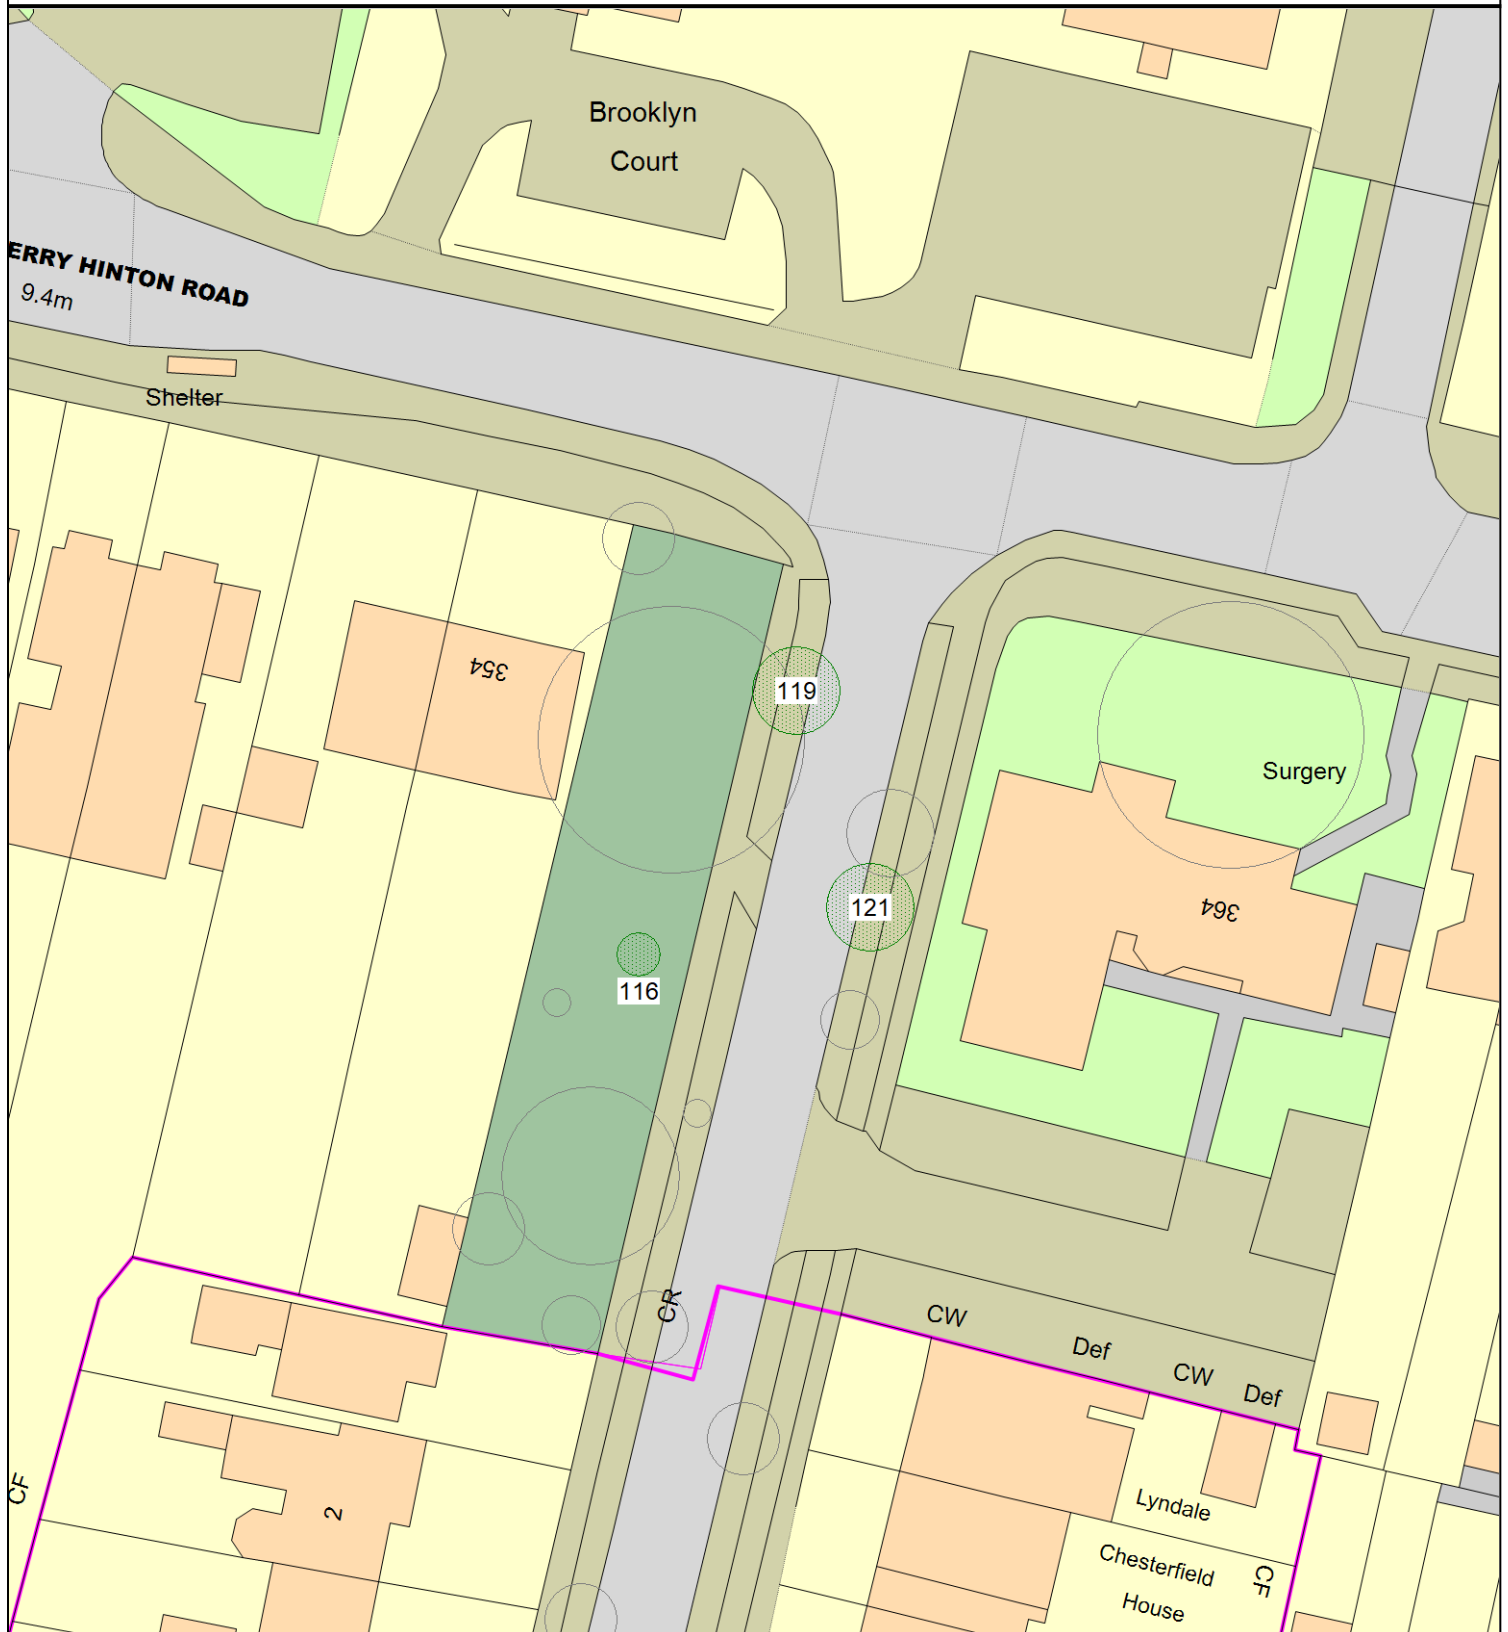 Brooklyn
Court
ERRY HINTON ROAD
9.4m
Shelter
354
119
Surgery
121
364
116
CR
CW
Def
CW
Def
CF
2
Lyndale
Chesterfield
House
CF